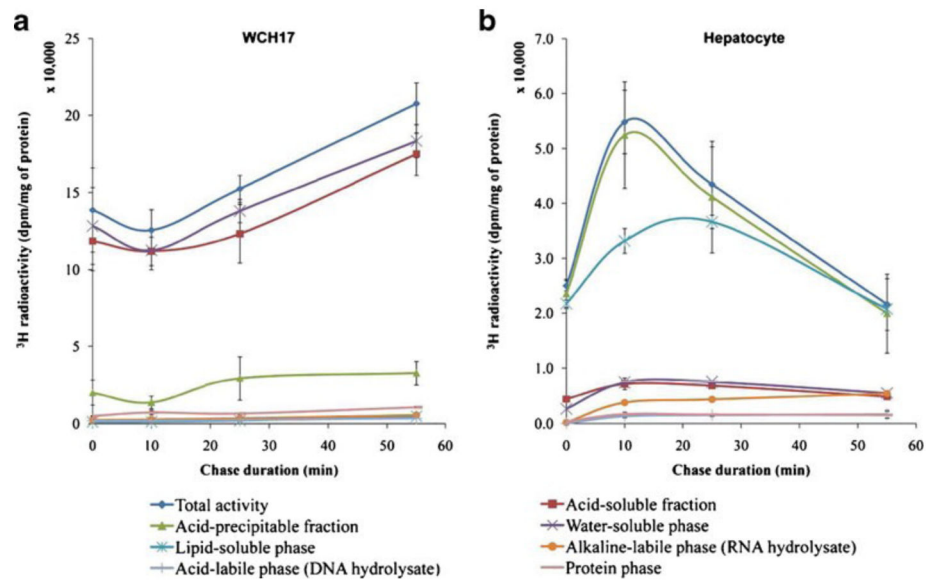 a
WCH17
x 10,000
³H radioactivity (dpm/mg of protein)
25
20
15
10
5
0
0 10 20 30 40 50 60
Chase duration (min)
b
Hepatocyte
x 10,000
³H radioactivity (dpm/mg of protein)
7.0
6.0
5.0
4.0
3.0
2.0
1.0
0.0
0 10 20 30 40 50 60
Chase duration (min)
Total activity
Acid-precipitable fraction
Lipid-soluble phase
Acid-labile phase (DNA hydrolysate)
Acid-soluble fraction
Water-soluble phase
Alkaline-labile phase (RNA hydrolysate)
Protein phase